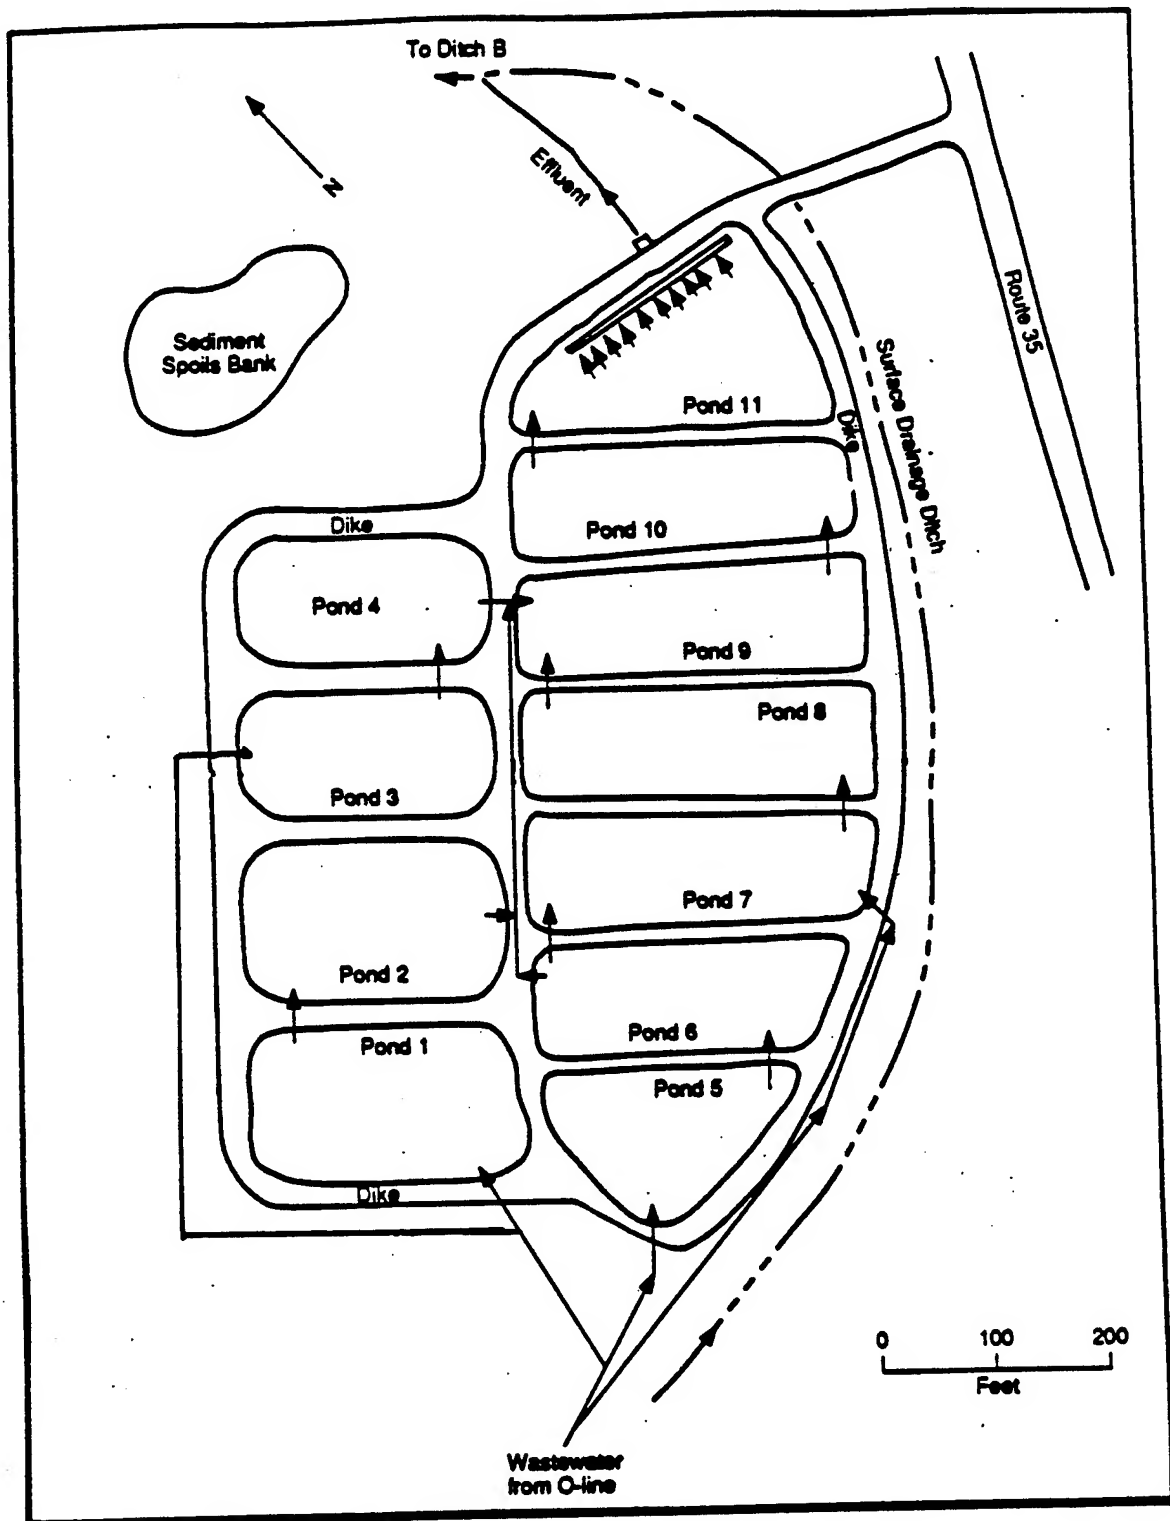 To Ditch B
N
Effluent
Sediment
Spoils Bank
Route 35
Surface Drainage Ditch
Pond 11
Dike
Dike
Pond 10
Pond 4
Pond 9
Pond 8
Pond 3
Pond 7
Pond 2
Pond 6
Pond 1
Pond 5
Dike
0 100 200
Feet
Wastewater
from O-line